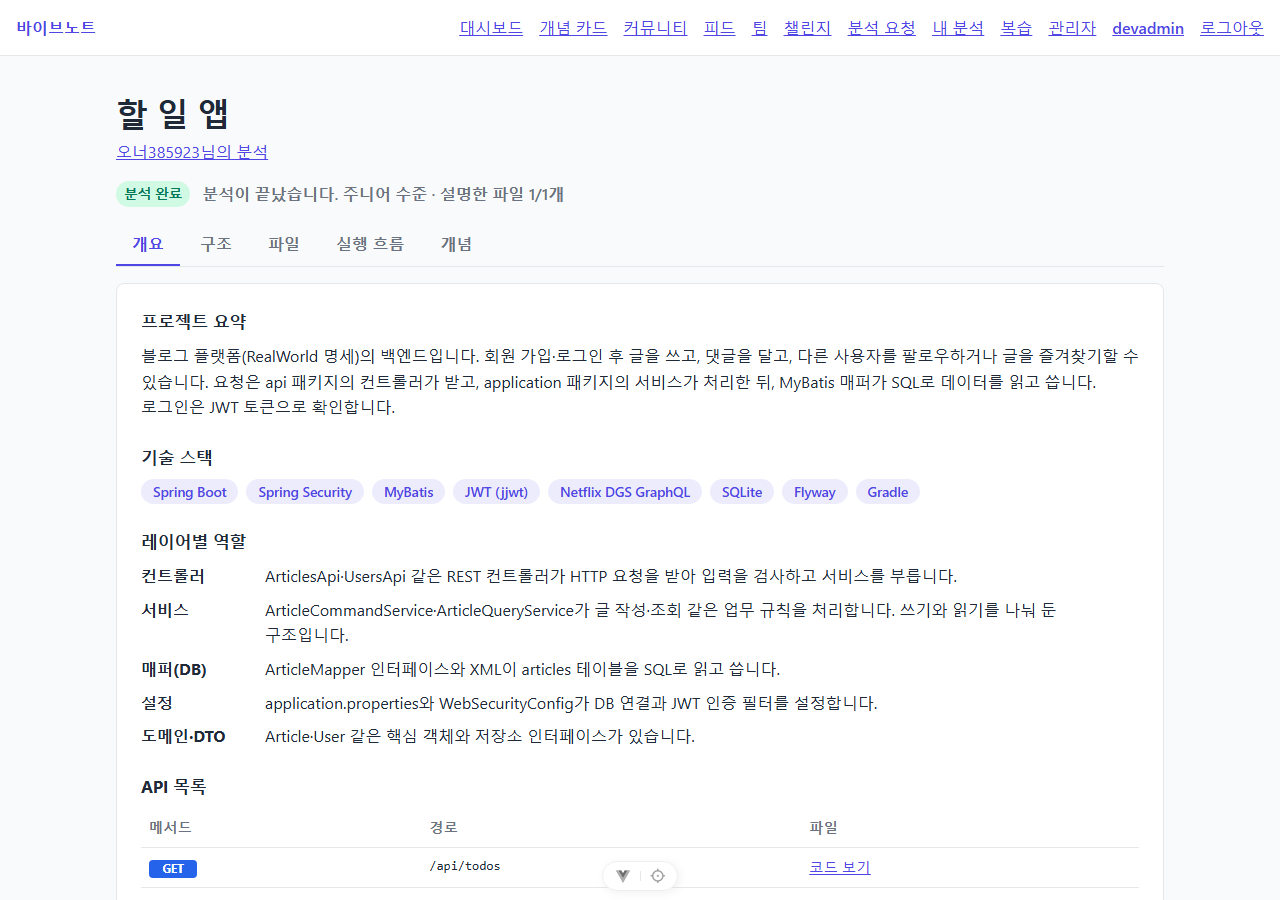 바이브노트
대시보드 개념 카드 커뮤니티 피드 팀 챌린지 분석 요청 내 분석 복습 관리자 devadmin 로그아웃
할 일 앱
오너385923님의 분석
분석 완료 분석이 끝났습니다. 주니어 수준 · 설명한 파일 1/1개
개요 구조 파일 실행 흐름 개념
프로젝트 요약
블로그 플랫폼(RealWorld 명세)의 백엔드입니다. 회원 가입·로그인 후 글을 쓰고, 댓글을 달고, 다른 사용자를 팔로우하거나 글을 즐겨찾기할 수
있습니다. 요청은 api 패키지의 컨트롤러가 받고, application 패키지의 서비스가 처리한 뒤, MyBatis 매퍼가 SQL로 데이터를 읽고 씁니다.
로그인은 JWT 토큰으로 확인합니다.
기술 스택
Spring Boot Spring Security MyBatis JWT (jjwt) Netflix DGS GraphQL SQLite Flyway Gradle
레이어별 역할
컨트롤러 ArticlesApi·UsersApi 같은 REST 컨트롤러가 HTTP 요청을 받아 입력을 검사하고 서비스를 부릅니다.
서비스 ArticleCommandService·ArticleQueryService가 글 작성·조회 같은 업무 규칙을 처리합니다. 쓰기와 읽기를 나눠 둔
구조입니다.
매퍼(DB) ArticleMapper 인터페이스와 XML이 articles 테이블을 SQL로 읽고 씁니다.
설정 application.properties와 WebSecurityConfig가 DB 연결과 JWT 인증 필터를 설정합니다.
도메인·DTO Article·User 같은 핵심 객체와 저장소 인터페이스가 있습니다.
API 목록
메서드 경로 파일
GET /api/todos 코드 보기